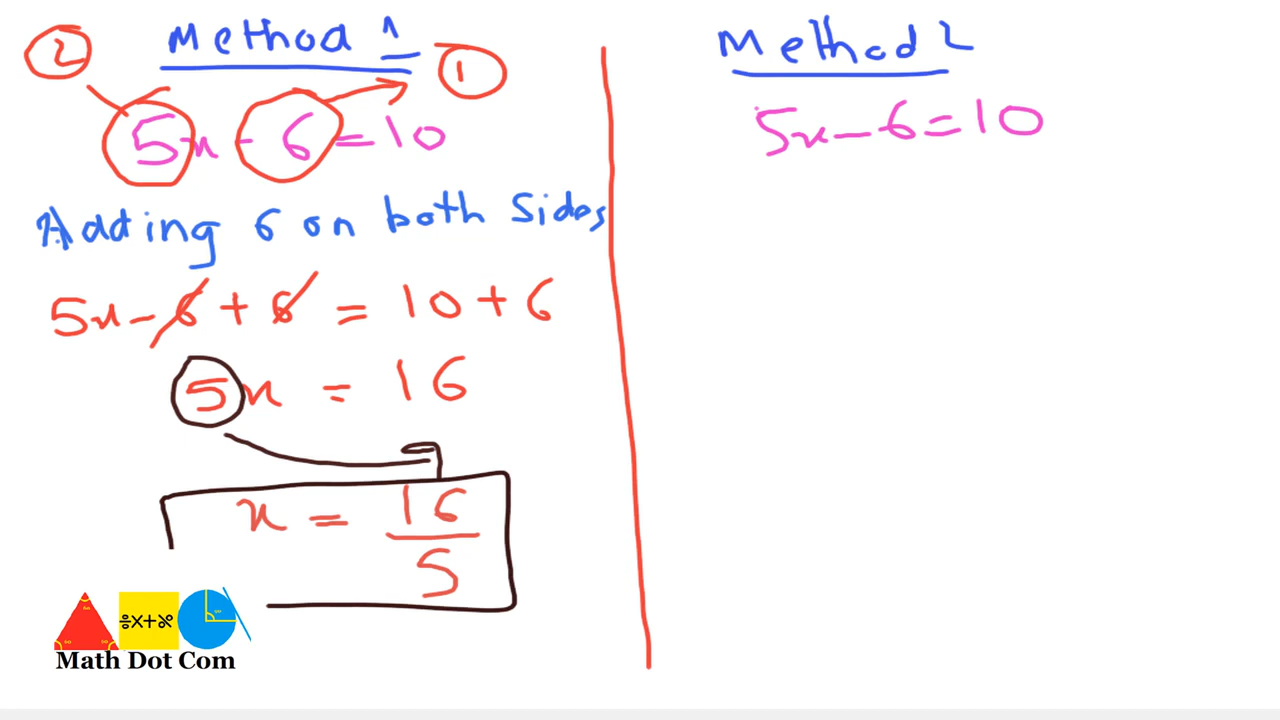 ② Method 1 ①
5x - 6 = 10
Adding 6 on both Sides
5x - 6 + 6 = 10 + 6
5x = 16
x = 16/5
÷×+%
Math Dot Com
Method 2
5x - 6 = 10